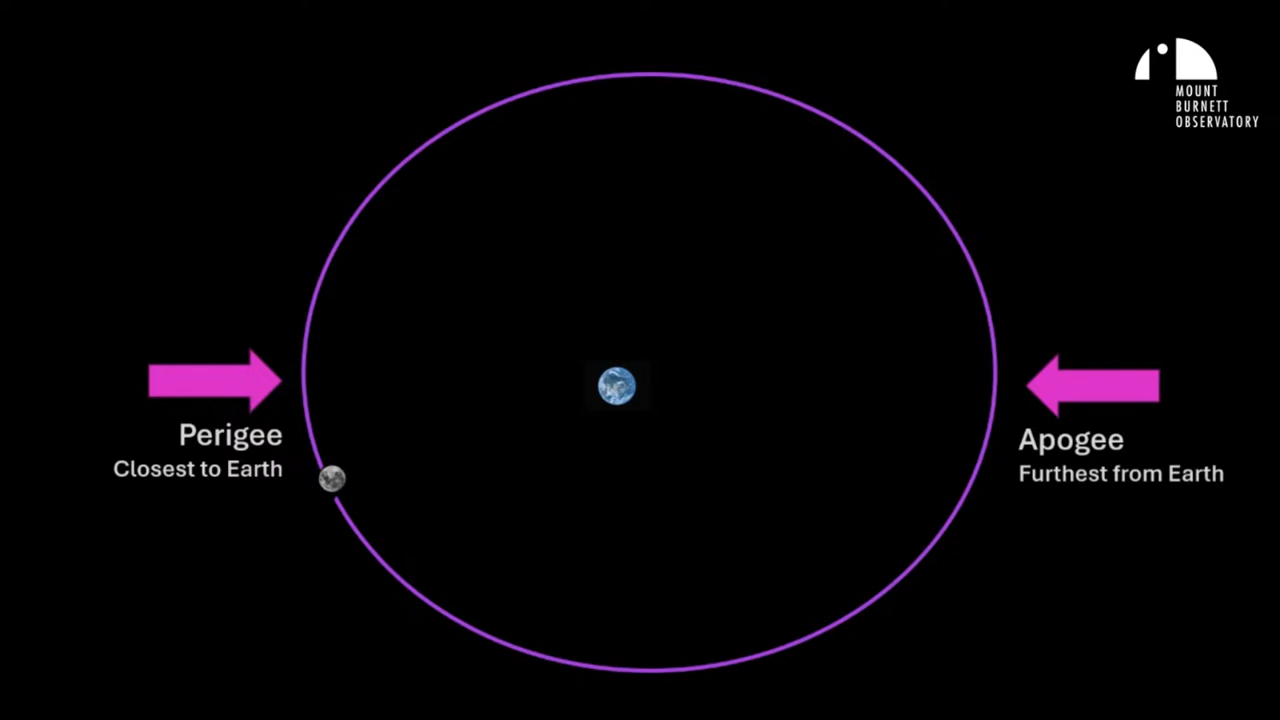 MOUNT
BURNETT
OBSERVATORY
Perigee
Closest to Earth
Apogee
Furthest from Earth